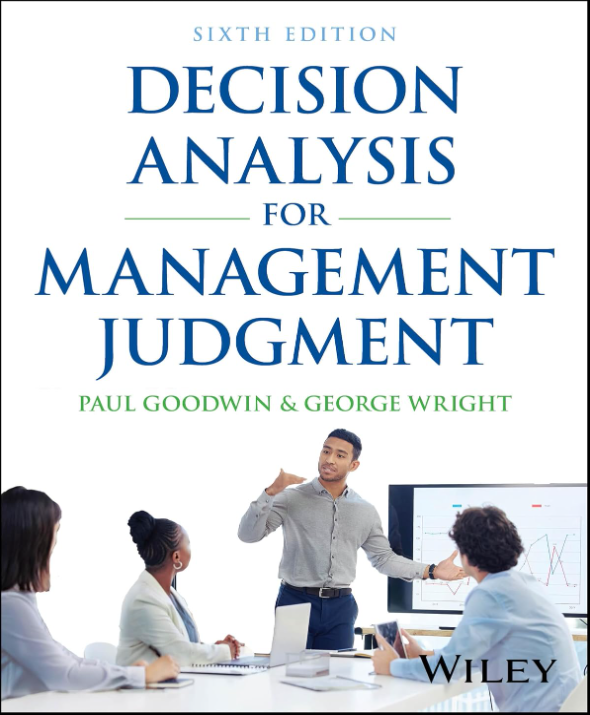 SIXTH EDITION
DECISION
ANALYSIS
FOR
MANAGEMENT
JUDGMENT
PAUL GOODWIN & GEORGE WRIGHT
WILEY